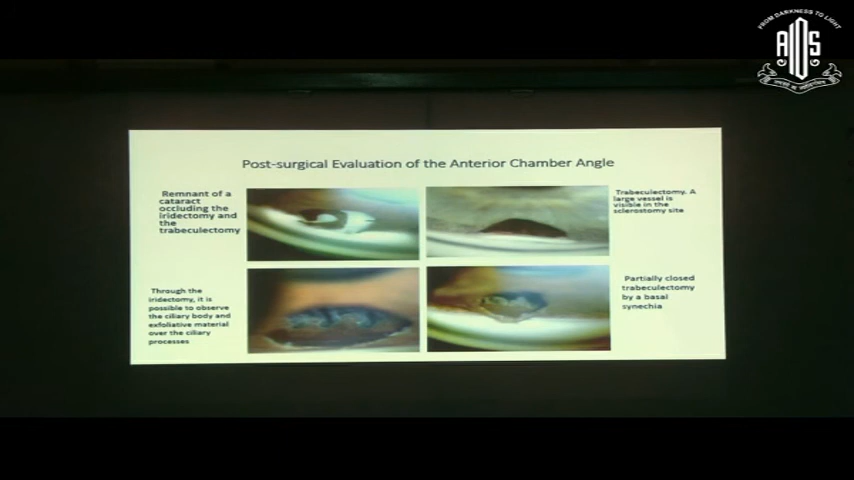 FROM DARKNESS TO LIGHT
AIOS
Post-surgical Evaluation of the Anterior Chamber Angle
Remnant of a
cataract
occluding the
iridectomy and
the
trabeculectomy
Trabeculectomy. A
large vessel is
visible in the
sclerostomy site
Through the
iridectomy, it is
possible to observe
the ciliary body and
exfoliative material
over the ciliary
processes
Partially closed
trabeculectomy
by a basal
synechia